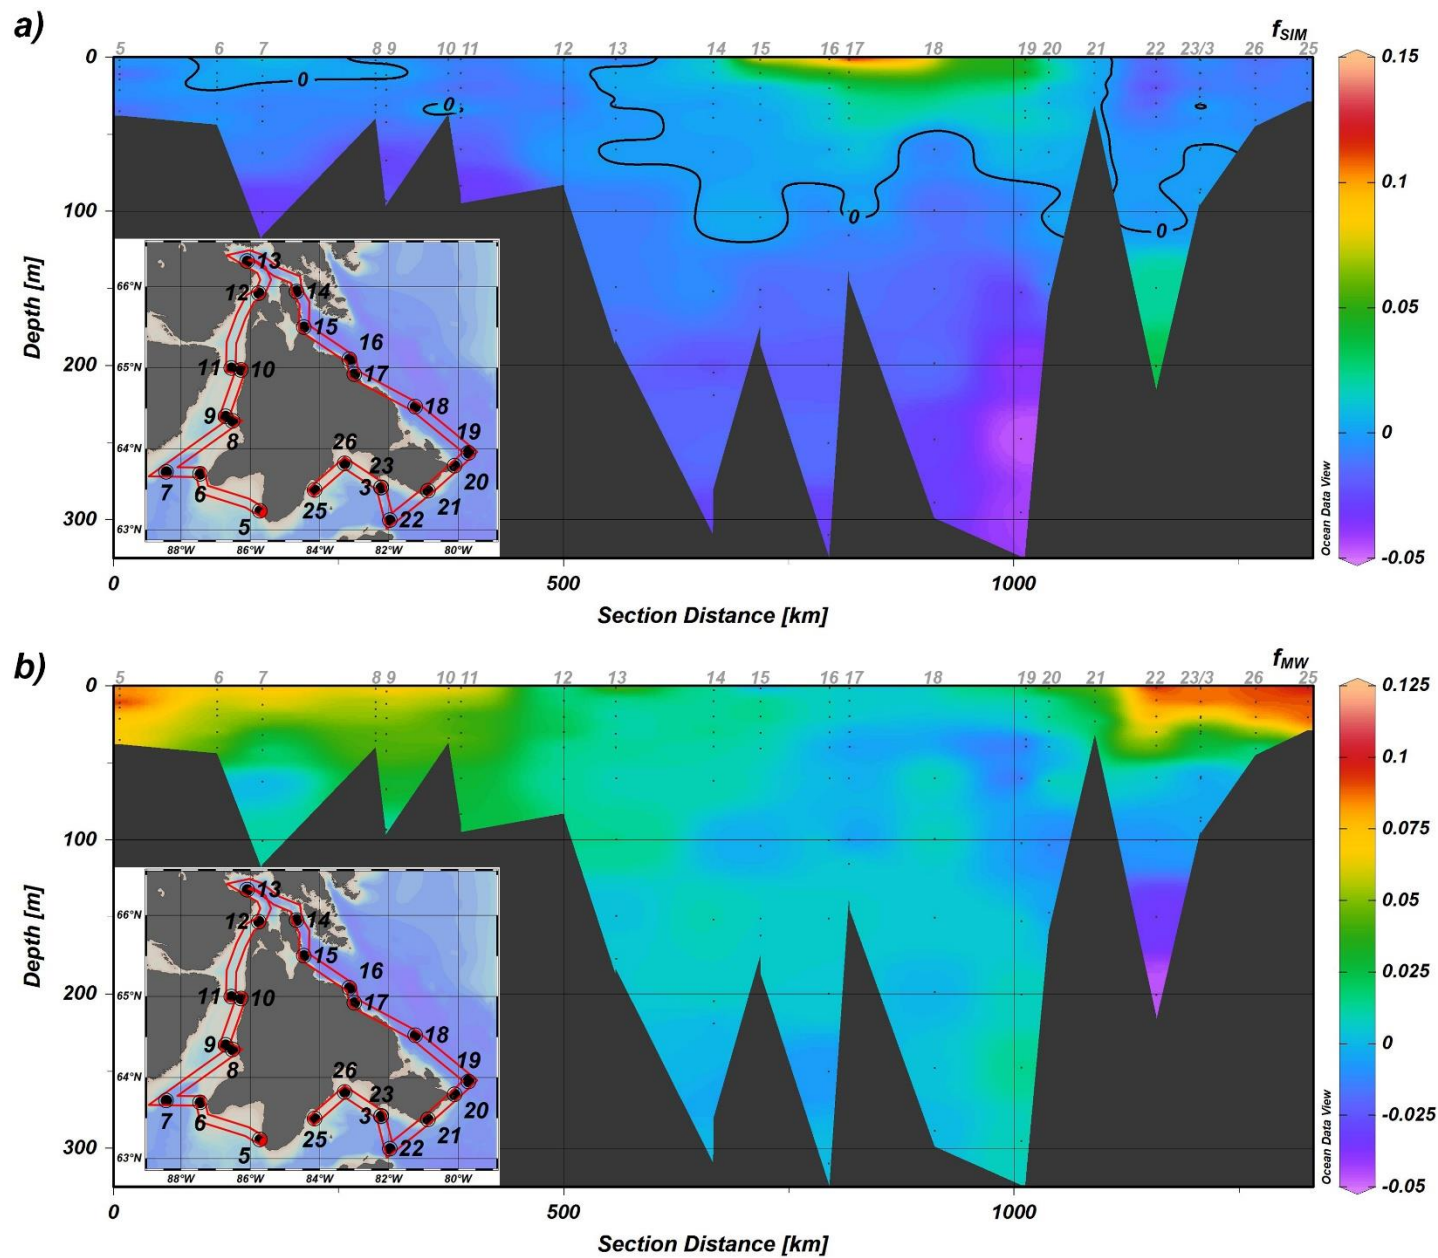 a)
f_SIM
5 6 7 8 9 10 11 12 13 14 15 16 17 18 19 20 21 22 23/3 26 25
0
100
200
300
Depth [m]
0 0 0 0
0.15
0.1
0.05
0
-0.05
Ocean Data View
13
12 14
15
16
11 10 17
9 18
8 26 19
7 6 23 20
3 21
5 25 22
66°N
65°N
64°N
63°N
88°W 86°W 84°W 82°W 80°W
0 500 1000
Section Distance [km]
b)
f_MW
5 6 7 8 9 10 11 12 13 14 15 16 17 18 19 20 21 22 23/3 26 25
0
100
200
300
Depth [m]
0.125
0.1
0.075
0.05
0.025
0
-0.025
-0.05
Ocean Data View
13
12 14
15
16
11 10 17
9 18
8 26 19
7 6 23 20
3 21
5 25 22
66°N
65°N
64°N
63°N
88°W 86°W 84°W 82°W 80°W
0 500 1000
Section Distance [km]